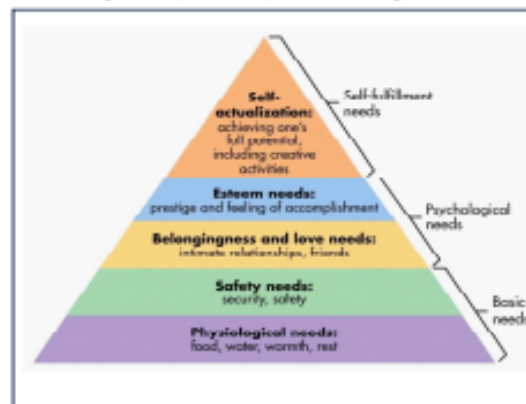 Self-
actualization:
achieving one's
full potential,
including creative
activities
Self-fulfillment
needs
Esteem needs:
prestige and feeling of accomplishment
Psychological
needs
Belongingness and love needs:
intimate relationships, friends
Safety needs:
security, safety
Basic
needs
Physiological needs:
food, water, warmth, rest